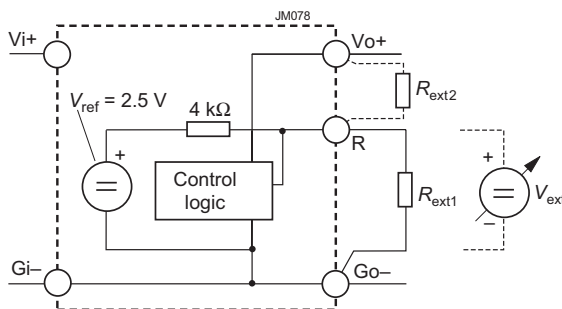 JM078
Vi+
Vo+
Vref = 2.5 V
4 kΩ
Rext2
+
R
Control
logic
Rext1
+
Vext
–
Gi–
Go–